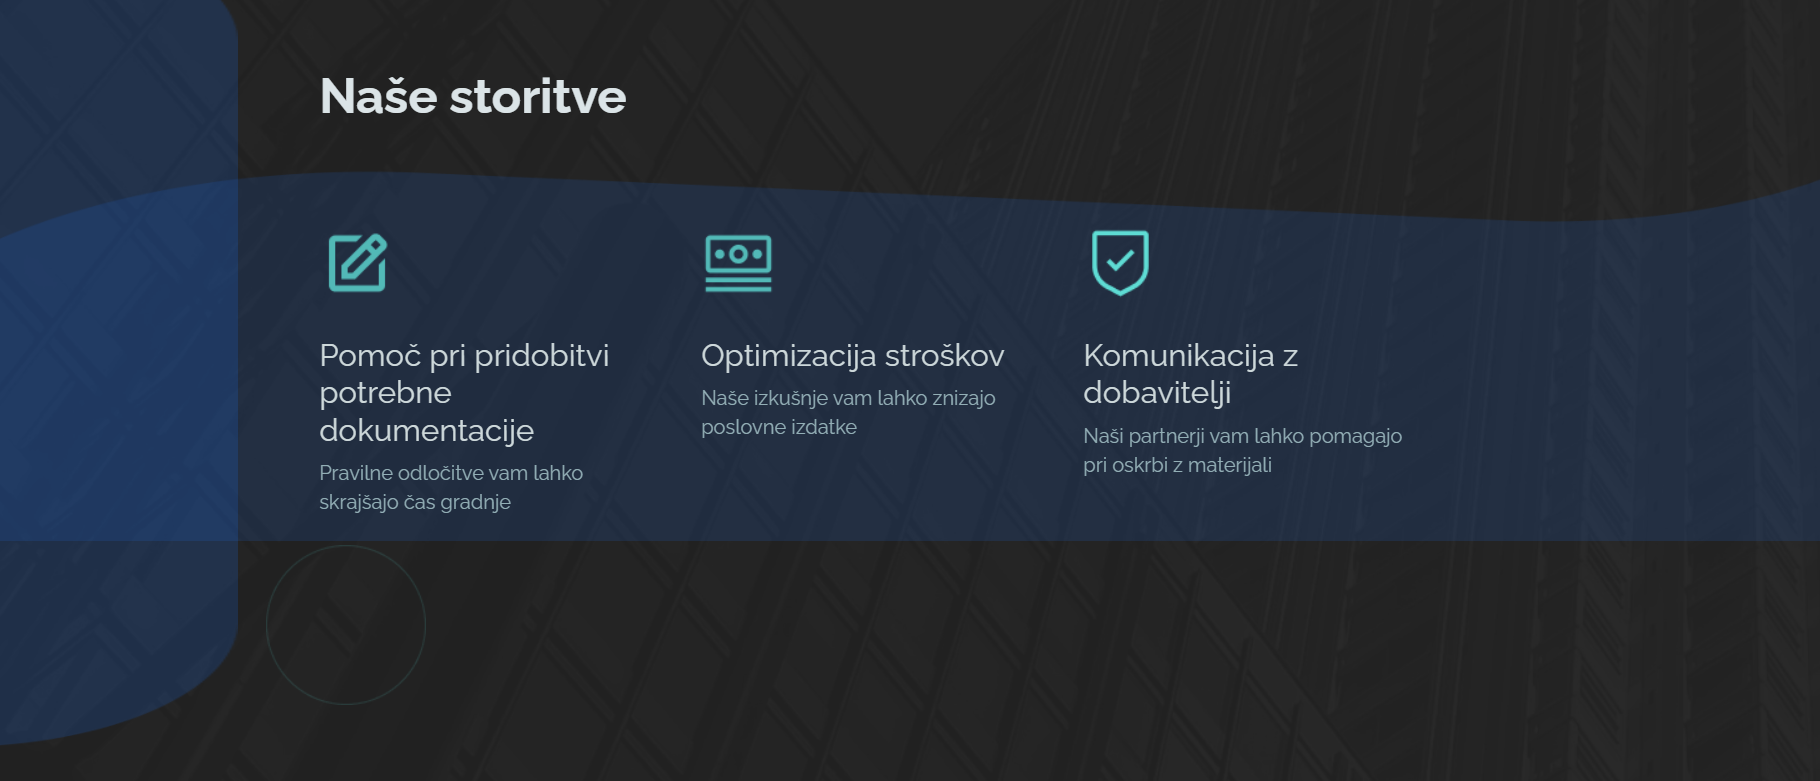 Naše storitve
Pomoč pri pridobitvi
potrebne
dokumentacije
Pravilne odločitve vam lahko
skrajšajo čas gradnje
Optimizacija stroškov
Naše izkušnje vam lahko znizajo
poslovne izdatke
Komunikacija z
dobavitelji
Naši partnerji vam lahko pomagajo
pri oskrbi z materijali